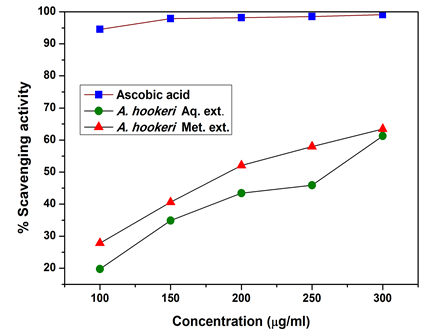 % Scavenging activity
100
90
80
70
60
50
40
30
20
Ascobic acid
A. hookeri Aq. ext.
A. hookeri Met. ext.
100 150 200 250 300
Concentration (μg/ml)